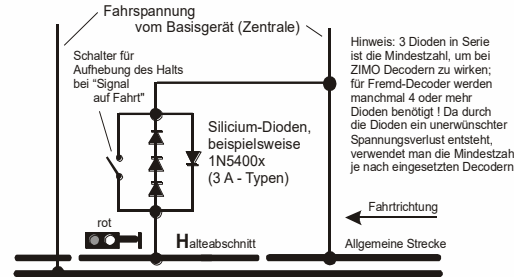 Fahrspannung
vom Basisgerät (Zentrale)
Schalter für
Aufhebung des Halts
bei "Signal
auf Fahrt"
Hinweis: 3 Dioden in Serie
ist die Mindestzahl, um bei
ZIMO Decodern zu wirken;
für Fremd-Decoder werden
manchmal 4 oder mehr
Dioden benötigt ! Da durch
die Dioden ein unerwünschter
Spannungsverlust entsteht,
verwendet man die Mindestzah
je nach eingesetzten Decodern
Silicium-Dioden,
beispielsweise
1N5400x
(3 A - Typen)
Fahrtrichtung
rot
Halteabschnitt
Allgemeine Strecke